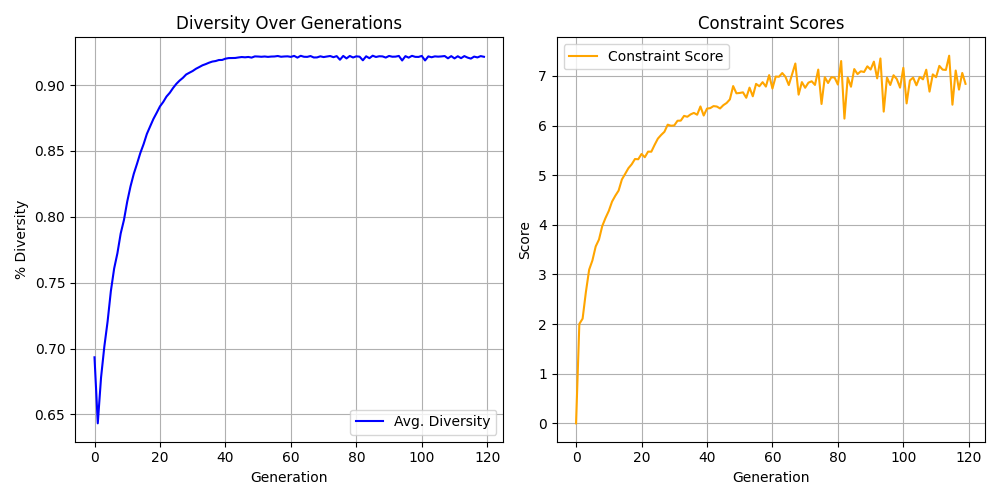 Diversity Over Generations
% Diversity
0.90
0.85
0.80
0.75
0.70
0.65
Avg. Diversity
0 20 40 60 80 100 120
Generation
Constraint Scores
Constraint Score
Score
7
6
5
4
3
2
1
0
0 20 40 60 80 100 120
Generation